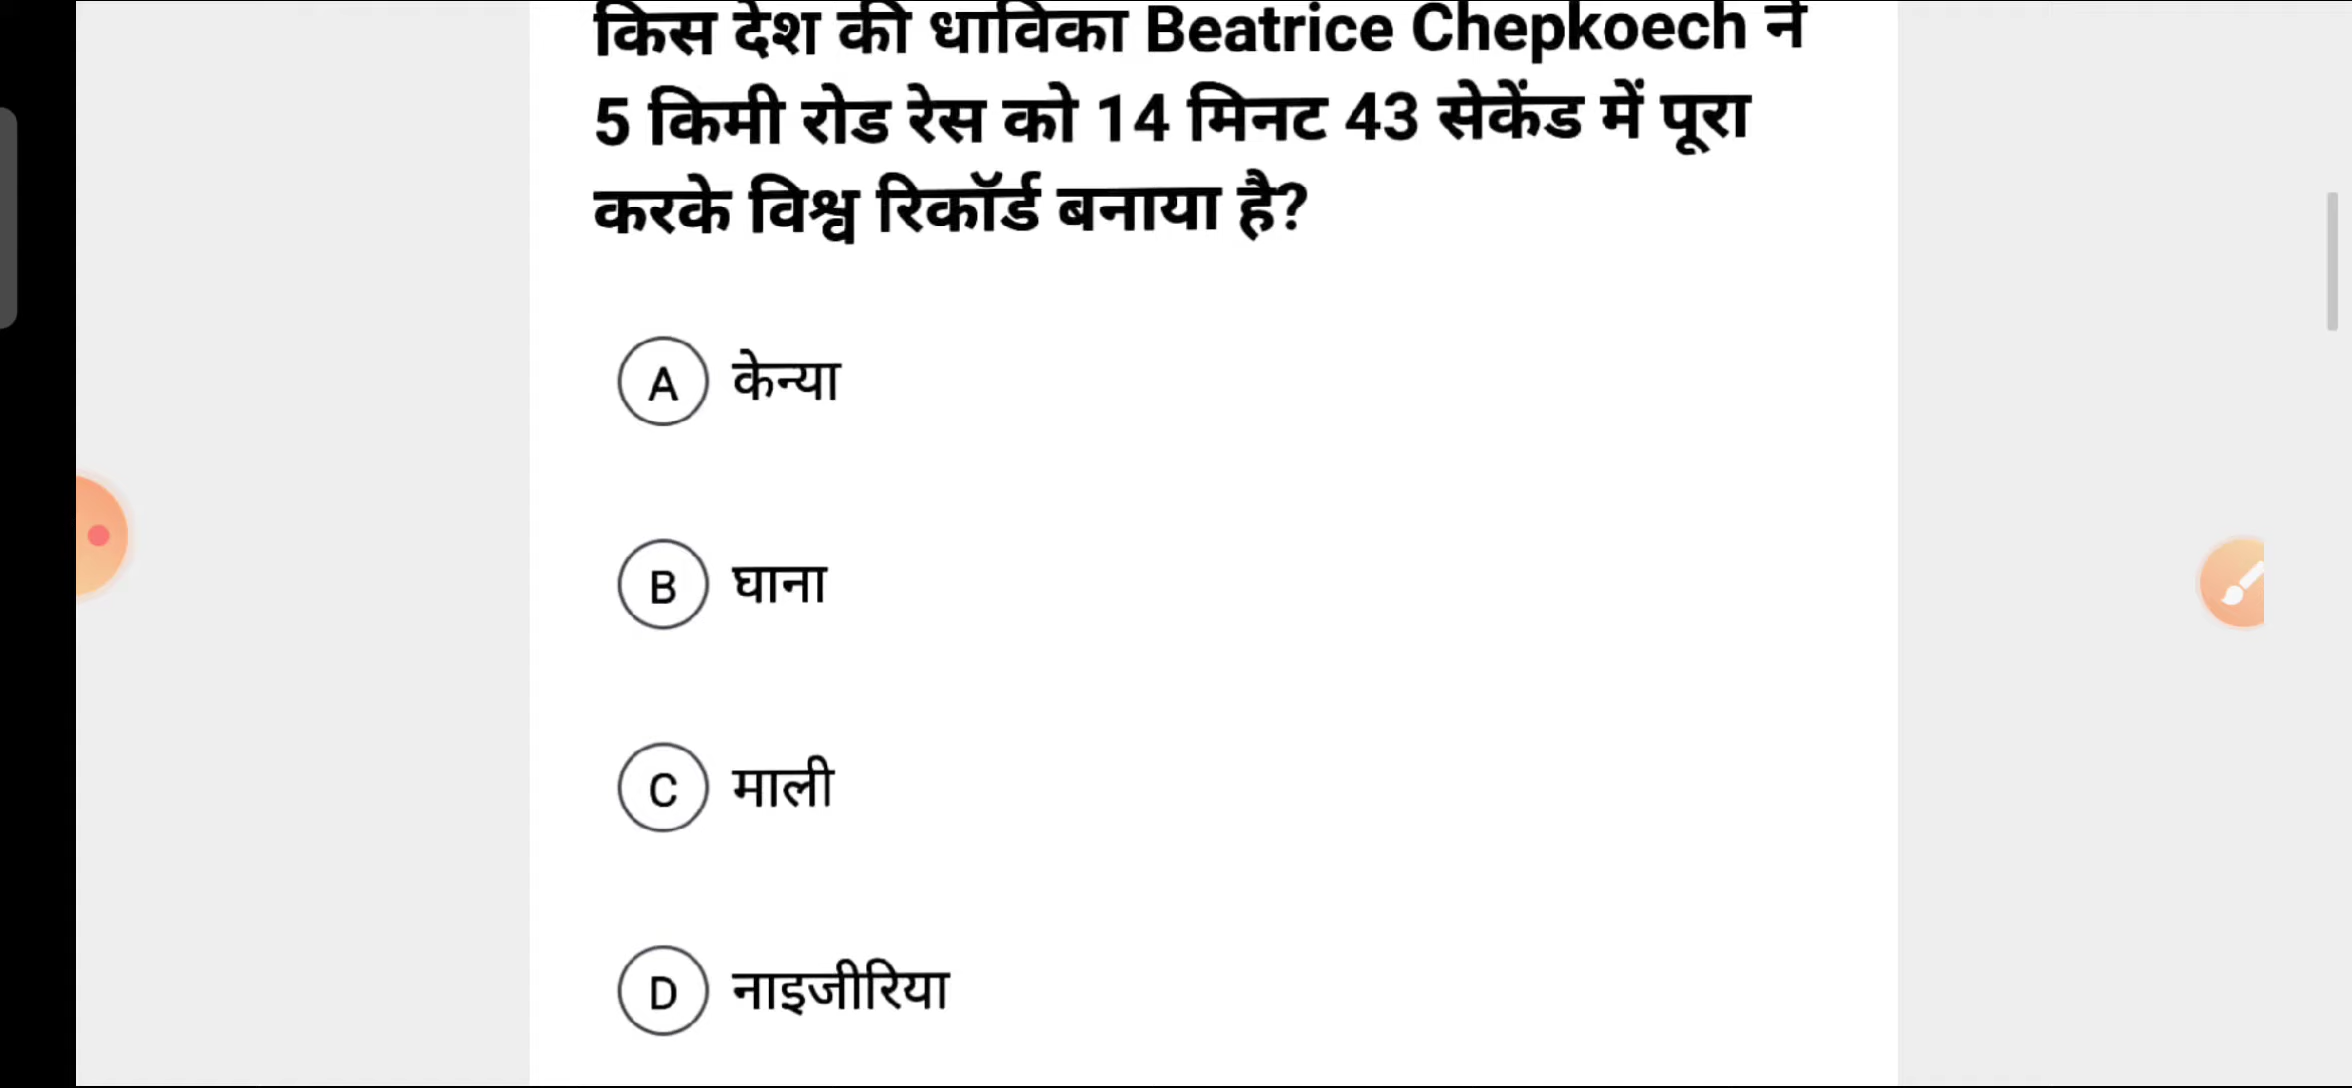 किस देश की धाविका Beatrice Chepkoech ने
5 किमी रोड रेस को 14 मिनट 43 सेकेंड में पूरा
करके विश्व रिकॉर्ड बनाया है?
A केन्या
B घाना
C माली
D नाइजीरिया